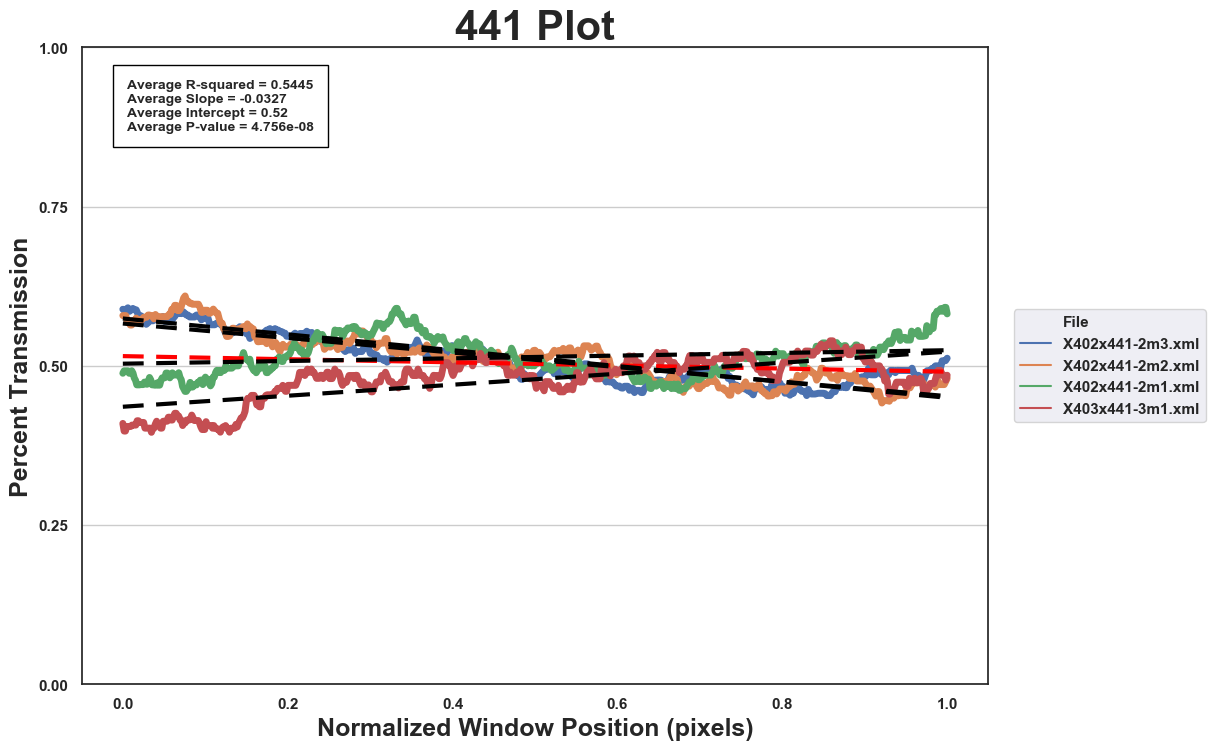 441 Plot
1.00
0.75
0.50
0.25
0.00
Percent Transmission
Average R-squared = 0.5445
Average Slope = -0.0327
Average Intercept = 0.52
Average P-value = 4.756e-08
0.0 0.2 0.4 0.6 0.8 1.0
Normalized Window Position (pixels)
File
X402x441-2m3.xml
X402x441-2m2.xml
X402x441-2m1.xml
X403x441-3m1.xml